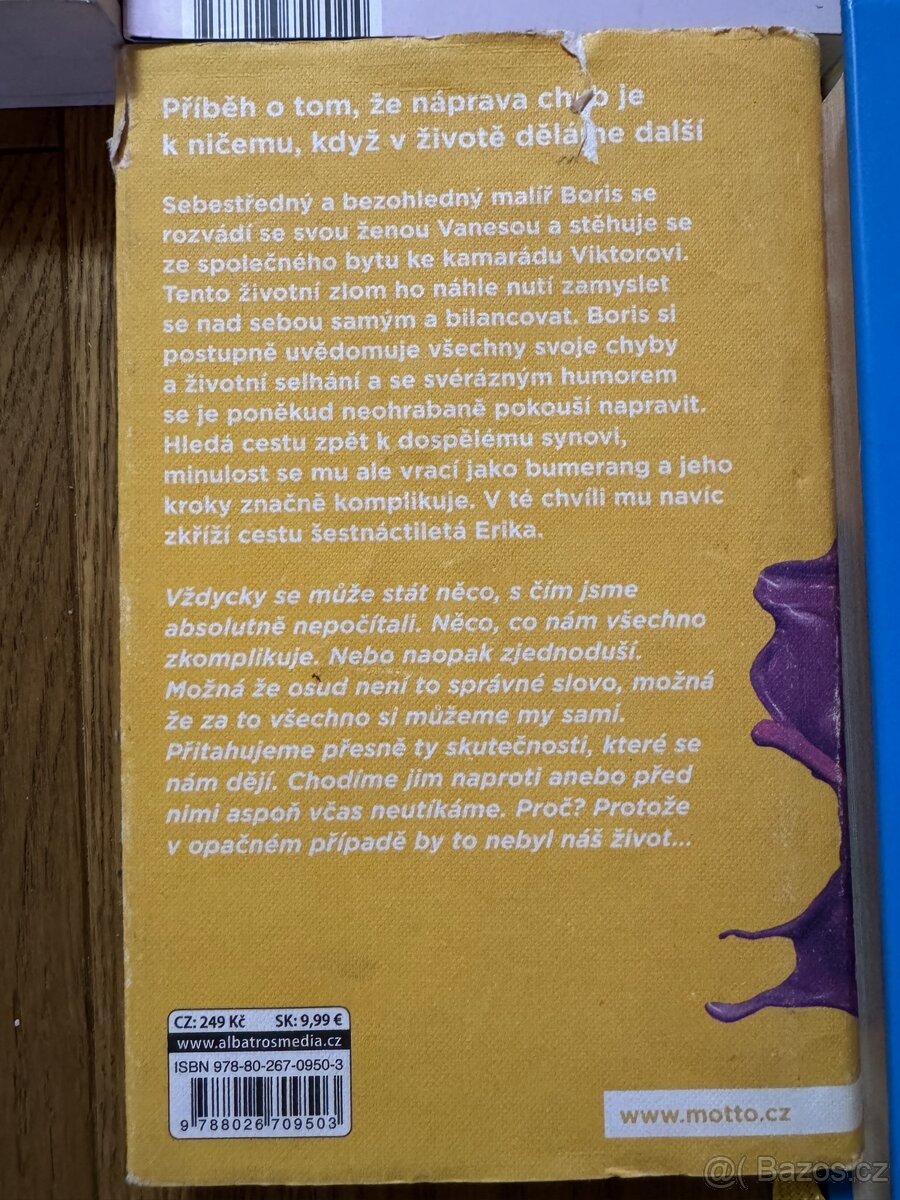 Příběh o tom, že náprava chyb je
k ničemu, když v životě děláme další
Sebestředný a bezohledný malíř Boris se
rozvádí se svou ženou Vanesou a stěhuje se
ze společného bytu ke kamarádu Viktorovi.
Tento životní zlom ho náhle nutí zamyslet
se nad sebou samým a bilancovat. Boris si
postupně uvědomuje všechny svoje chyby
a životní selhání a se svérázným humorem
se je poněkud neohrabaně pokouší napravit.
Hledá cestu zpět k dospělému synovi,
minulost se mu ale vrací jako bumerang a jeho
kroky značně komplikuje. V té chvíli mu navíc
zkříží cestu šestnáctiletá Erika.
Vždycky se může stát něco, s čím jsme
absolutně nepočítali. Něco, co nám všechno
zkomplikuje. Nebo naopak zjednoduší.
Možná že osud není to správné slovo, možná
že za to všechno si můžeme my sami.
Přitahujeme přesně ty skutečnosti, které se
nám dějí. Chodíme jim naproti anebo před
nimi aspoň včas neutíkáme. Proč? Protože
v opačném případě by to nebyl náš život...
CZ: 249 Kč SK: 9,99 €
www.albatrosmedia.cz
ISBN 978-80-267-0950-3
9 788026 709503
www.motto.cz
@( Bazos.cz